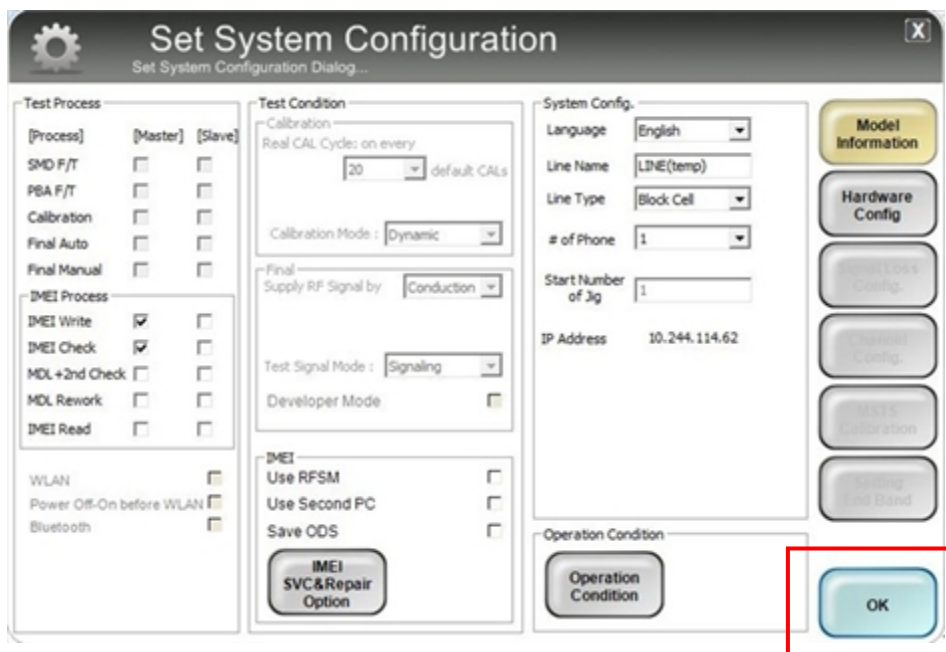 Set System Configuration
Set System Configuration Dialog...
X
Test Process
[Process] [Master] [Slave]
SMD F/T
PBA F/T
Calibration
Final Auto
Final Manual
IMEI Process
IMEI Write
IMEI Check
MDL+2nd Check
MDL Rework
IMEI Read
WLAN
Power Off-On before WLAN
Bluetooth
Test Condition
Calibration
Real CAL Cycle: on every
20 default CALs
Calibration Mode : Dynamic
Final
Supply RF Signal by Conduction
Test Signal Mode : Signaling
Developer Mode
IMEI
Use RFSM
Use Second PC
Save ODS
IMEI
SVC&Repair
Option
System Config.
Language English
Line Name LINE(temp)
Line Type Block Cell
# of Phone 1
Start Number
of Jig 1
IP Address 10.244.114.62
Operation Condition
Operation
Condition
Model
Information
Hardware
Config
Signal Loss
Config.
Channel
Config.
MSTS
Calibration
Setting
End Band
OK